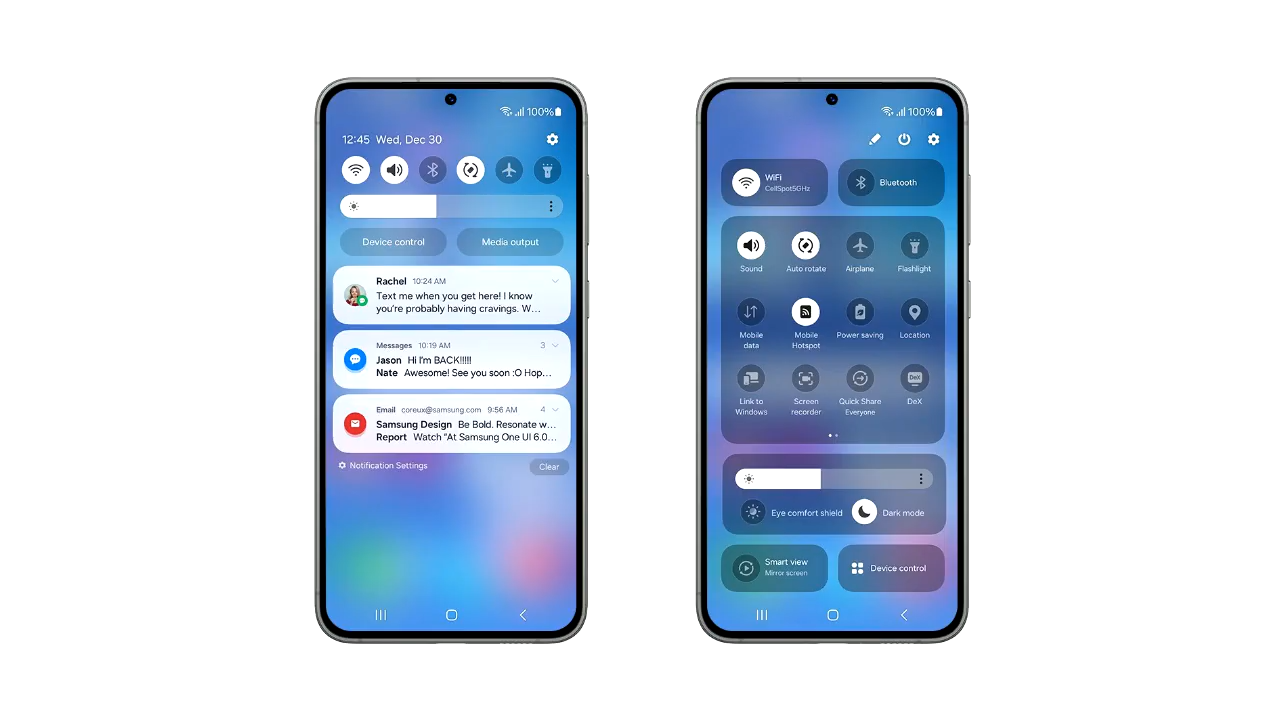 100%
12:45 Wed, Dec 30
Device control Media output
Rachel 10:24 AM
Text me when you get here! I know
you're probably having cravings. W...
Messages 10:19 AM 3
Jason Hi I'm BACK!!!!!
Nate Awesome! See you soon :O Hop...
Email coreux@samsung.com 9:56 AM 4
Samsung Design Be Bold. Resonate w...
Report Watch "At Samsung One UI 6.0...
Notification Settings Clear
100%
WiFi
CellSpot5GHz
Bluetooth
Sound Auto rotate Airplane Flashlight
Mobile
data
Mobile
Hotspot
Power saving Location
Link to
Windows
Screen
recorder
Quick Share
Everyone
DeX
DeX
Eye comfort shield Dark mode
Smart view
Mirror screen
Device control